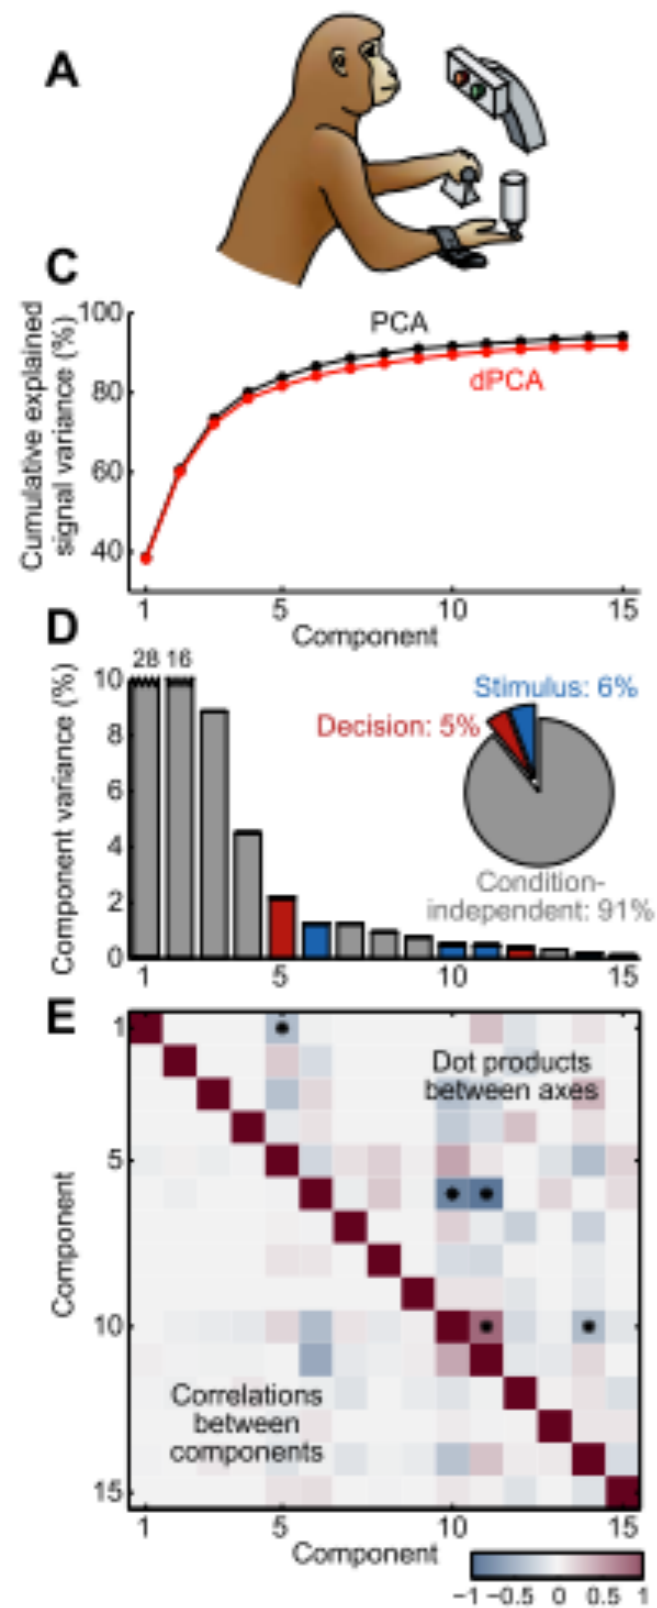 A
C
Cumulative explained
signal variance (%)
100
80
60
40
PCA
dPCA
1 5 10 15
Component
D
Component variance (%)
28 16
10
8
6
4
2
0
Stimulus: 6%
Decision: 5%
Condition-
independent: 91%
1 5 10 15
E
Component
1
5
10
15
Dot products
between axes
Correlations
between
components
1 5 10 15
Component
−1 −0.5 0 0.5 1